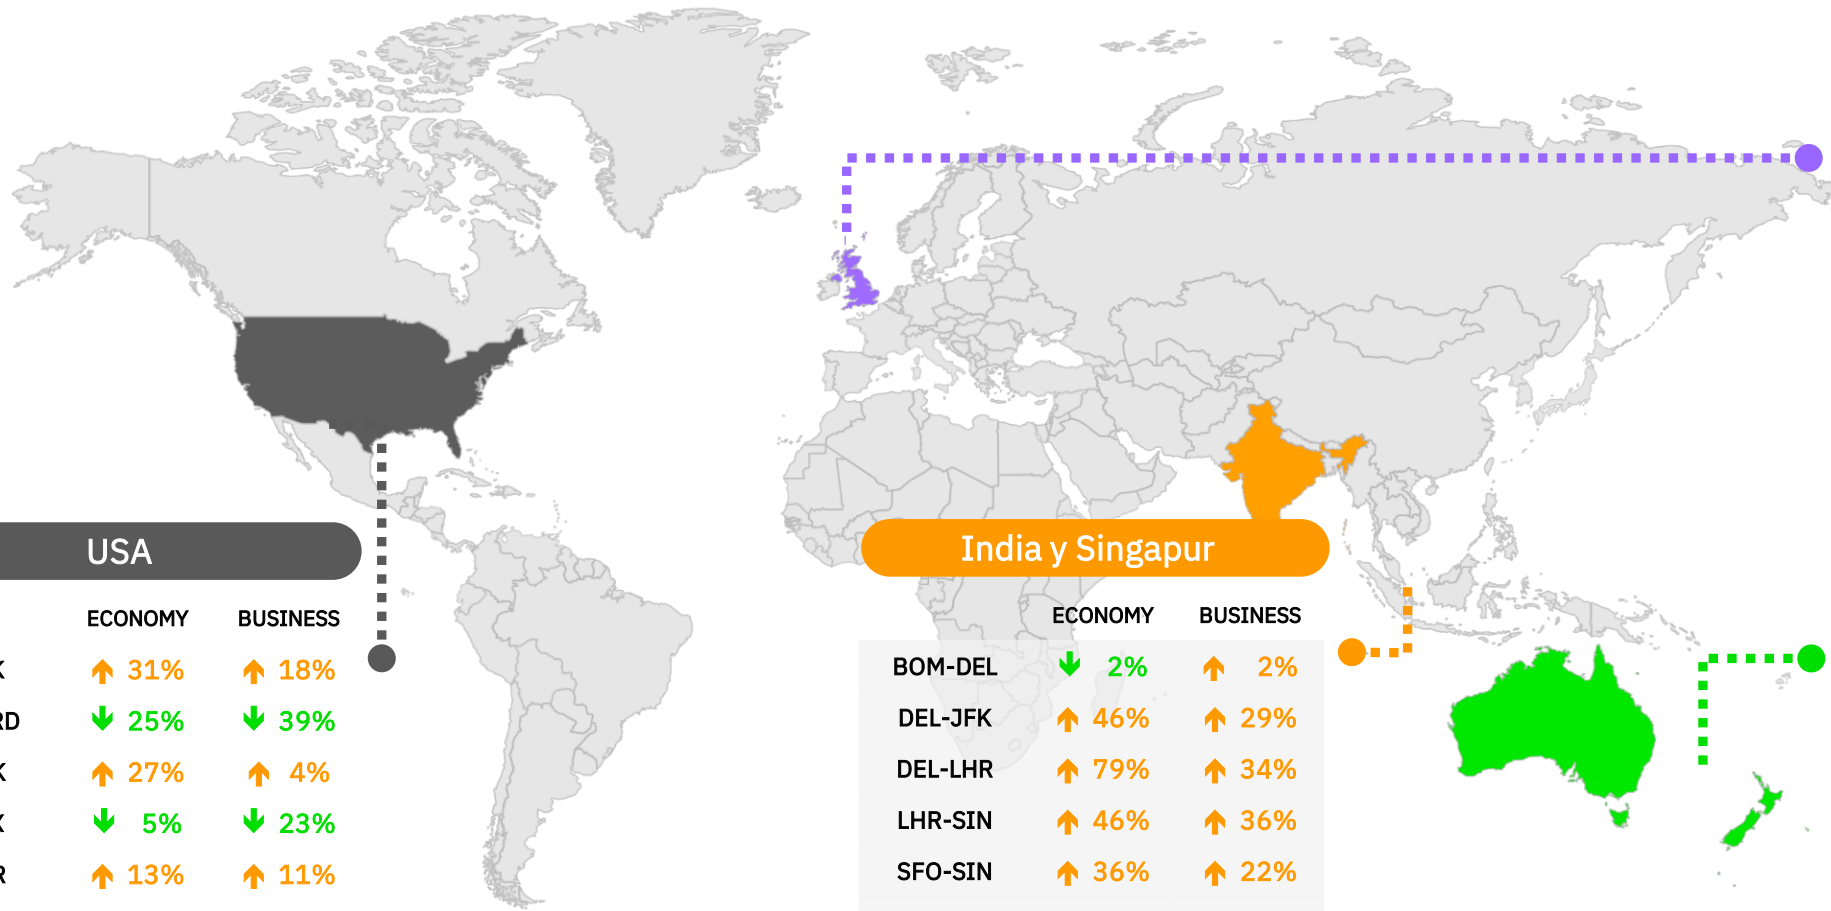 USA
ECONOMY BUSINESS
K 31% 18%
RD 25% 39%
K 27% 4%
K 5% 23%
R 13% 11%
India y Singapur
ECONOMY BUSINESS
BOM-DEL 2% 2%
DEL-JFK 46% 29%
DEL-LHR 79% 34%
LHR-SIN 46% 36%
SFO-SIN 36% 22%